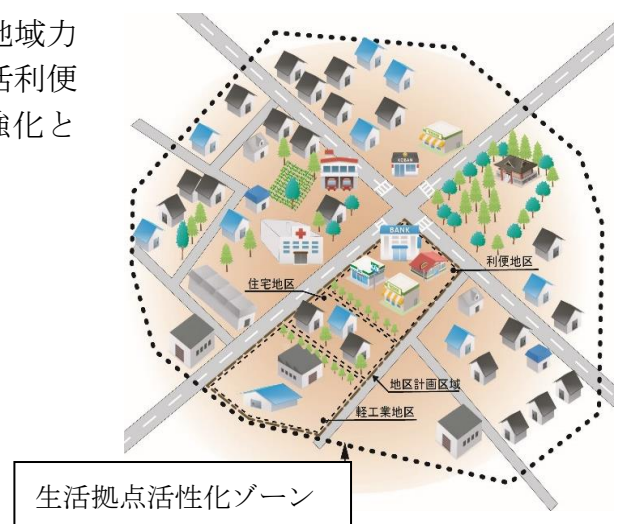 地域力
活利便
強化と
KOBAN
BANK
利便地区
住宅地区
地区計画区域
軽工業地区
生活拠点活性化ゾーン